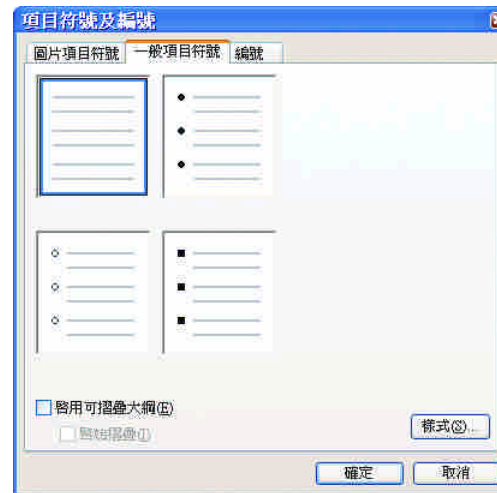 項目符號及編號
圖片項目符號 一般項目符號 編號
啓用可摺疊大綱(E)
樣式(S)...
確定 取消